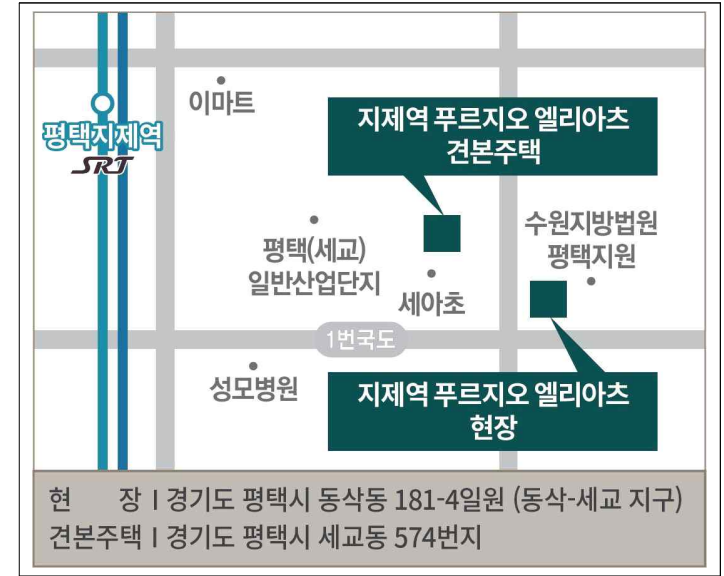 이마트
지제역 푸르지오 엘리아츠
견본주택
평택지제역
SRT
수원지방법원
평택지원
평택(세교)
일반산업단지
세아초
1번국도
성모병원
지제역 푸르지오 엘리아츠
현장
현 장 I 경기도 평택시 동삭동 181-4일원 (동삭-세교 지구)
견본주택 I 경기도 평택시 세교동 574번지